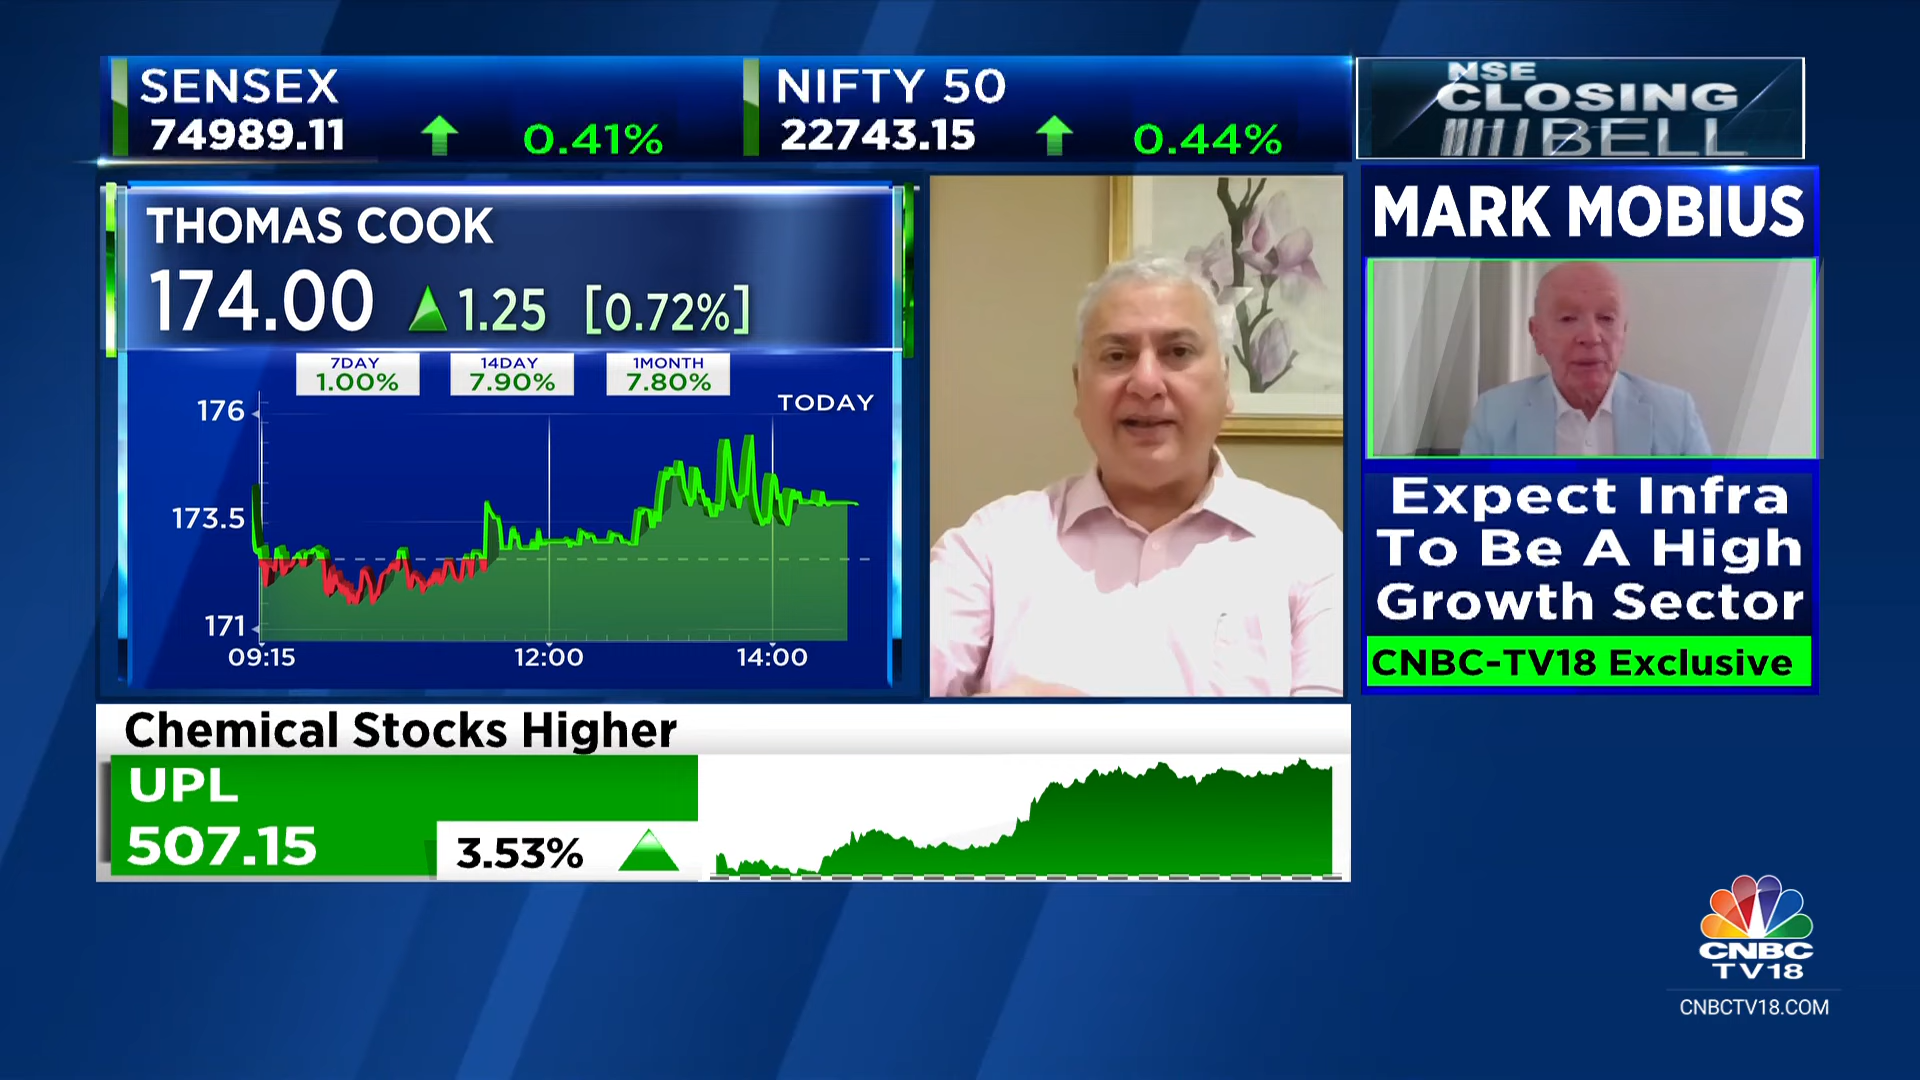 SENSEX
74989.11 0.41%
NIFTY 50
22743.15 0.44%
NSE
CLOSING
BELL
THOMAS COOK
174.00 1.25 [0.72%]
7DAY
1.00%
14DAY
7.90%
1MONTH
7.80%
TODAY
176
173.5
171
09:15 12:00 14:00
MARK MOBIUS
Expect Infra
To Be A High
Growth Sector
CNBC-TV18 Exclusive
Chemical Stocks Higher
UPL
507.15 3.53%
CNBC
TV18
CNBCTV18.COM